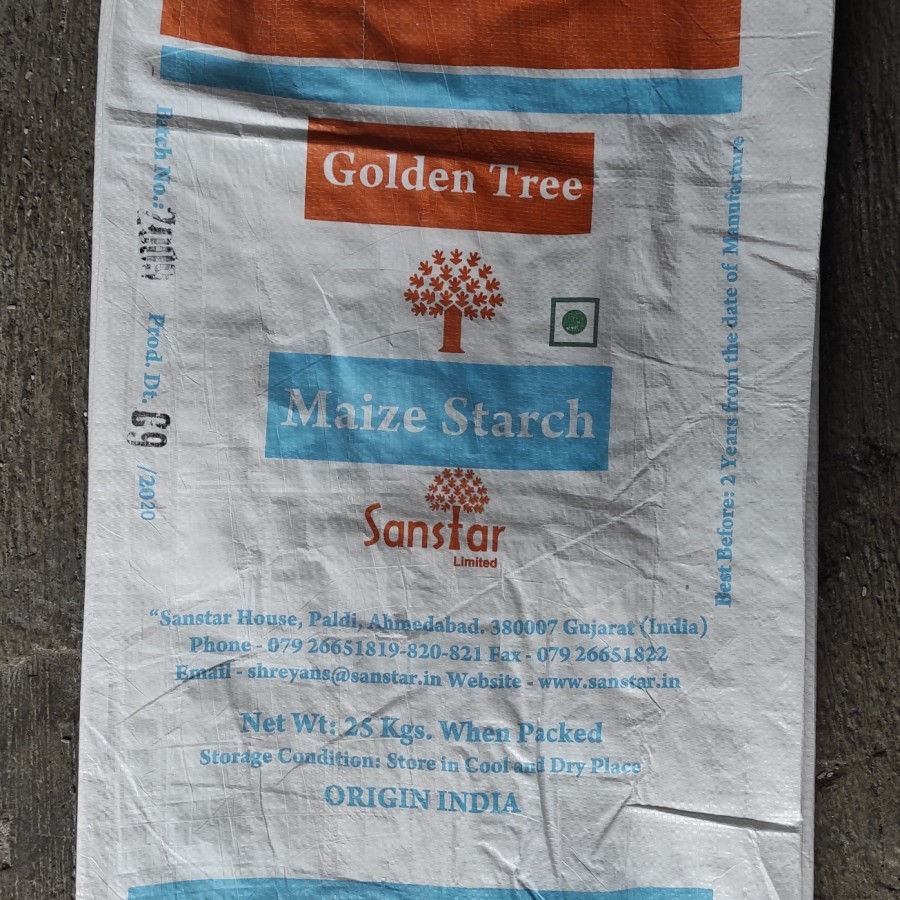 Golden Tree
Maize Starch
Sanstar
Limited
"Sanstar House, Paldi, Ahmedabad. 380007 Gujarat (India)
Phone - 079 26651819-820-821 Fax - 079 26651822
Email - shreyans@sanstar.in Website - www.sanstar.in
Net Wt: 25 Kgs. When Packed
Storage Condition: Store in Cool and Dry Place
ORIGIN INDIA
Batch No.:
Prod. Dt. 09 /2020
Best Before: 2 Years from the date of Manufacture